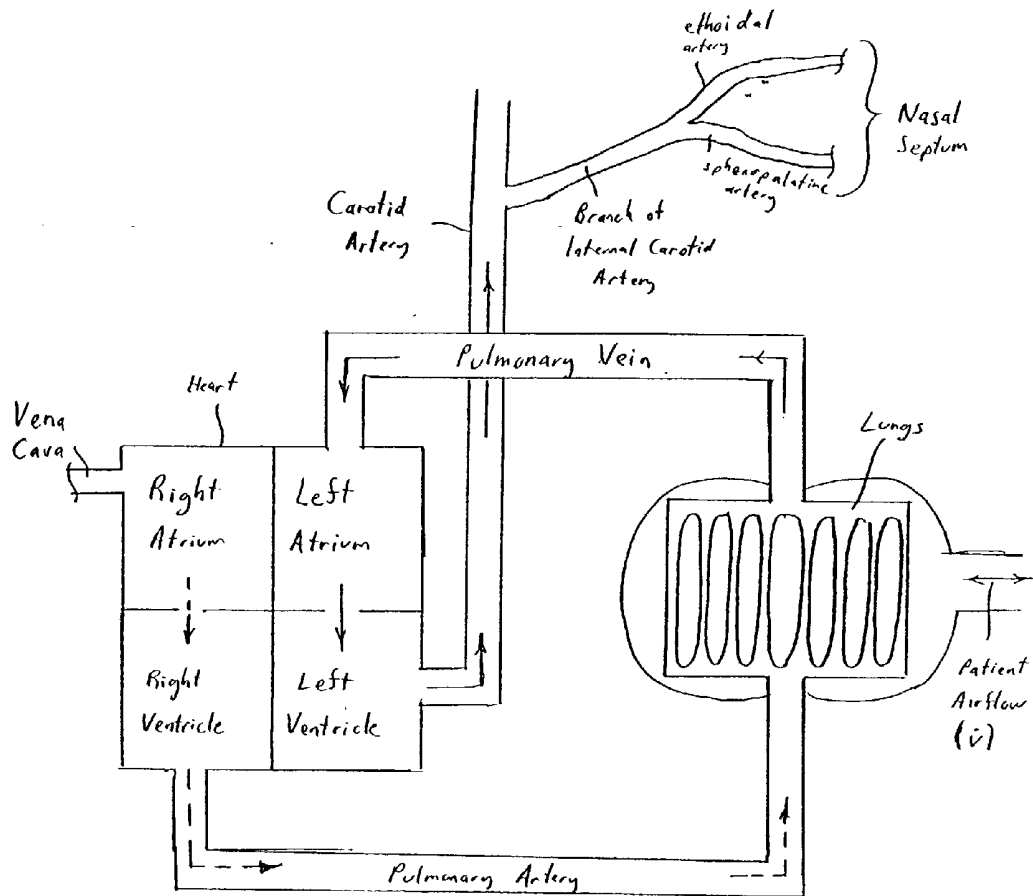 ethoidal
artery
Nasal
Septum
sphenopalatine
artery
Carotid
Artery
Branch of
Internal Carotid
Artery
Pulmonary Vein
Heart
Vena
Cava
Lungs
Right
Atrium
Left
Atrium
Right
Ventricle
Left
Ventricle
Patient
Airflow
(v̇)
Pulmonary Artery